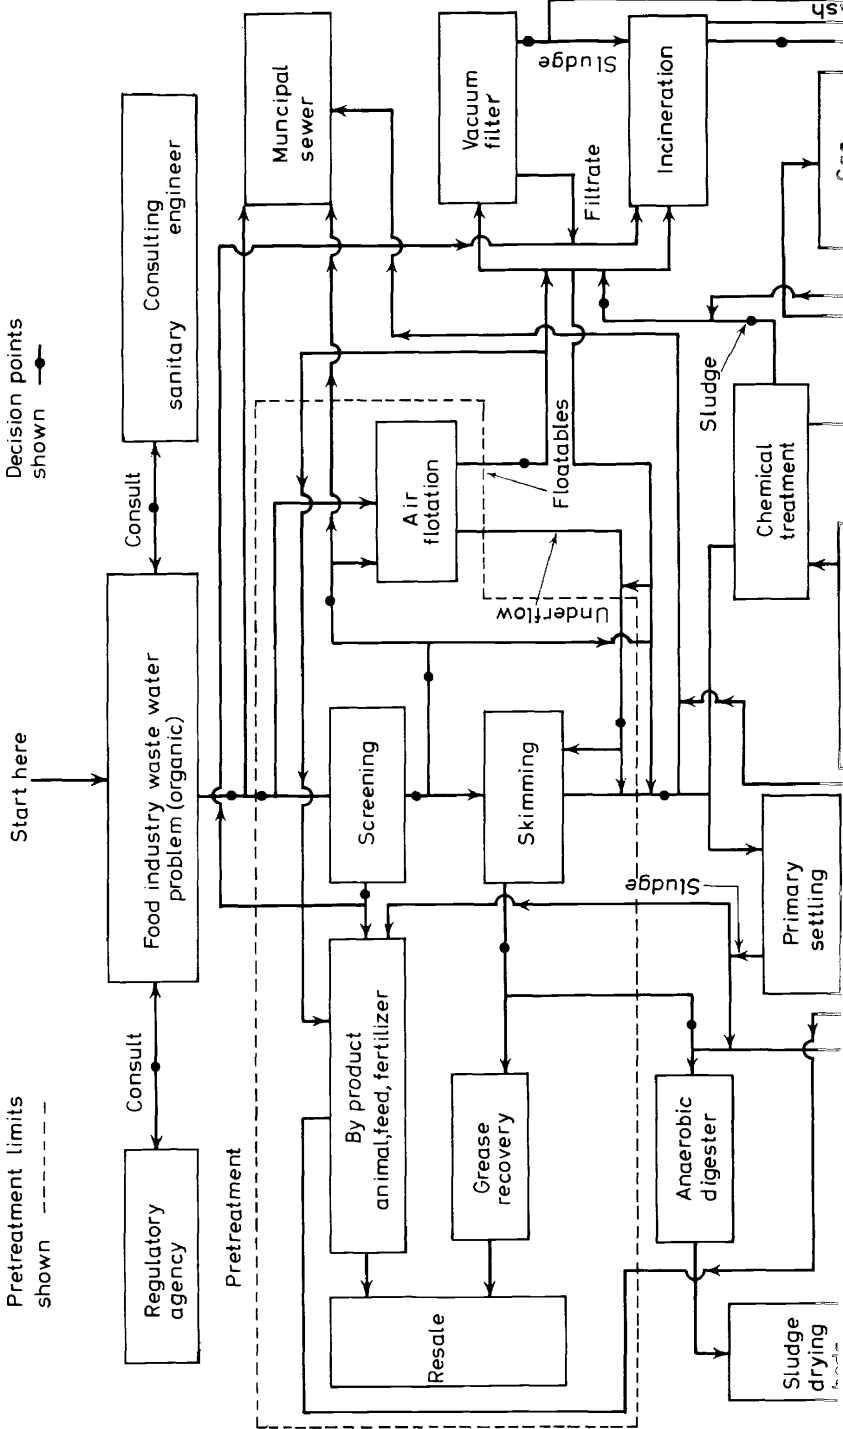 Pretreatment limits
shown
Start here
Decision points
shown
Regulatory
agency
Consult
Food industry waste water
problem (organic)
Consult
Consulting
sanitary engineer
Pretreatment
Muncipal
sewer
Resale
By product
animal,feed, fertilizer
Screening
Air
flotation
Vacuum
filter
Sludge
Filtrate
Incineration
Grease
recovery
Skimming
Underflow
Floatables
Anaerobic
digester
Sludge
Sludge
Sludge
drying
Primary
settling
Chemical
treatment